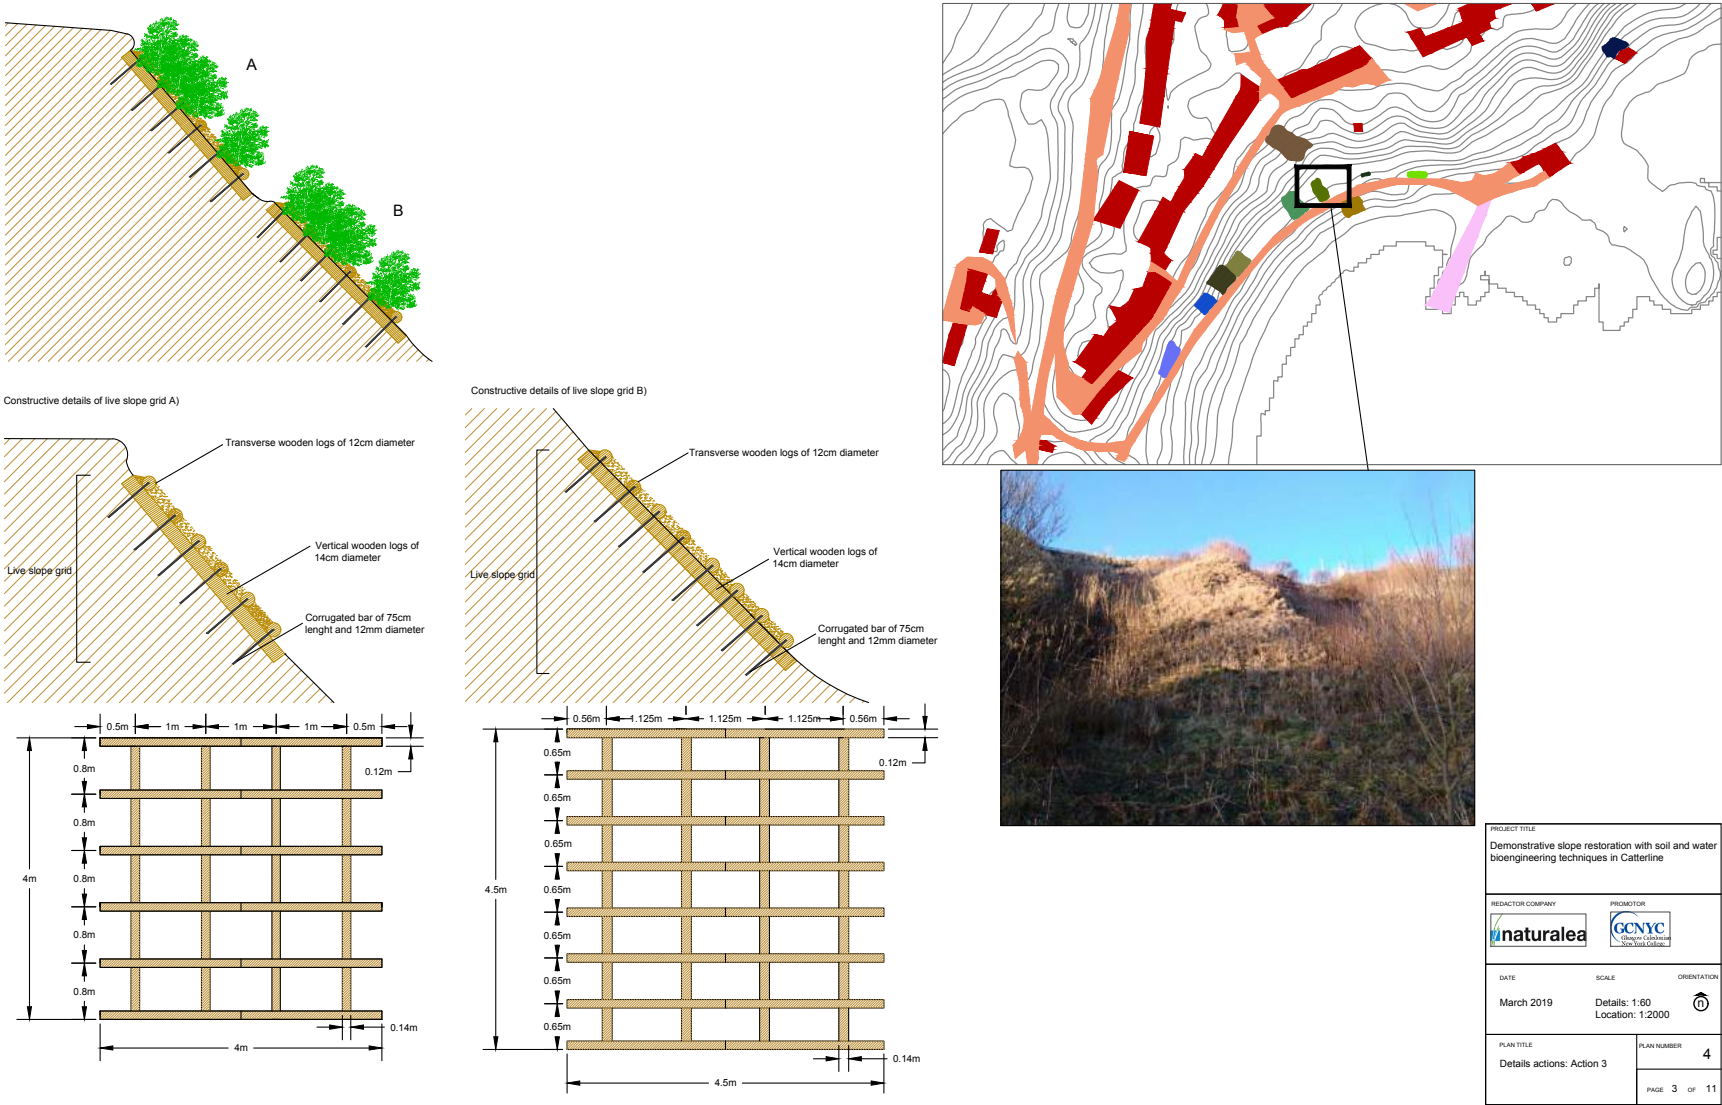 A
B
Constructive details of live slope grid A)
Transverse wooden logs of 12cm diameter
Vertical wooden logs of
14cm diameter
Live slope grid
Corrugated bar of 75cm
lenght and 12mm diameter
Constructive details of live slope grid B)
Transverse wooden logs of 12cm diameter
Vertical wooden logs of
14cm diameter
Live slope grid
Corrugated bar of 75cm
lenght and 12mm diameter
0.5m
1m
1m
1m
0.5m
0.12m
0.8m
0.8m
0.8m
0.8m
0.8m
4m
0.14m
4m
0.56m
1.125m
1.125m
1.125m
0.56m
0.12m
0.65m
0.65m
0.65m
0.65m
0.65m
0.65m
0.65m
4.5m
0.14m
4.5m
PROJECT TITLE
Demonstrative slope restoration with soil and water
bioengineering techniques in Catterline
REDACTOR COMPANY
PROMOTOR
naturalea
GCNYC
Glasgow Caledonian
New York College
DATE
SCALE
ORIENTATION
March 2019
Details: 1:60
Location: 1:2000
n
PLAN TITLE
Details actions: Action 3
PLAN NUMBER
4
PAGE 3 OF 11